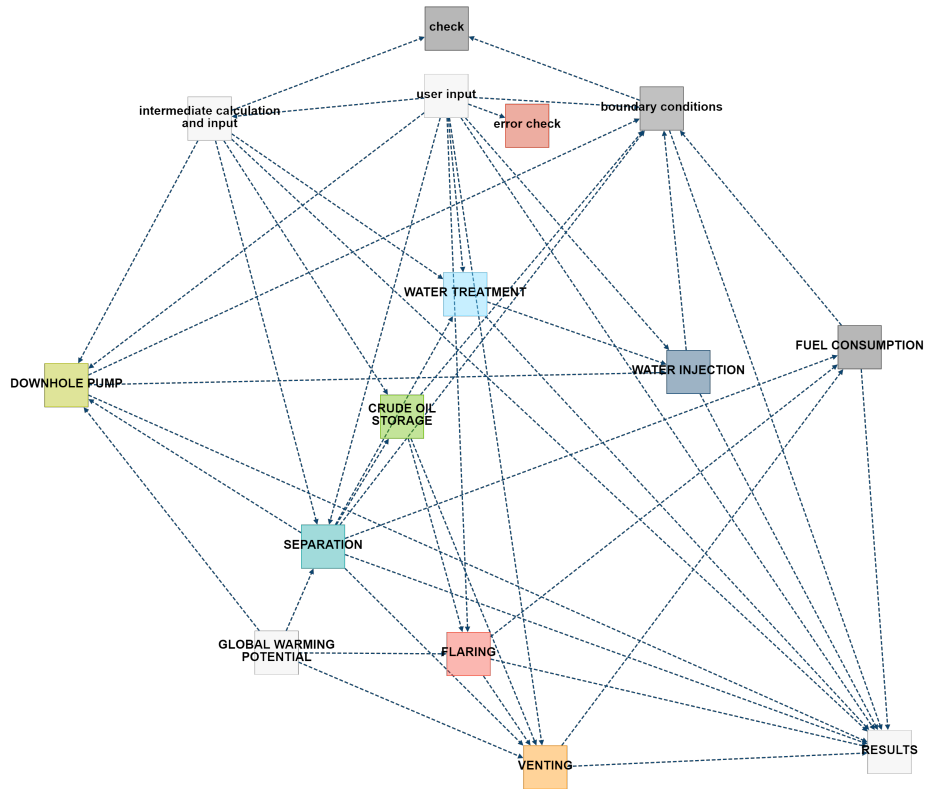 check
user input
intermediate calculation
and input
boundary conditions
error check
WATER TREATMENT
FUEL CONSUMPTION
WATER INJECTION
DOWNHOLE PUMP
CRUDE OIL
STORAGE
SEPARATION
GLOBAL WARMING
POTENTIAL
FLARING
RESULTS
VENTING